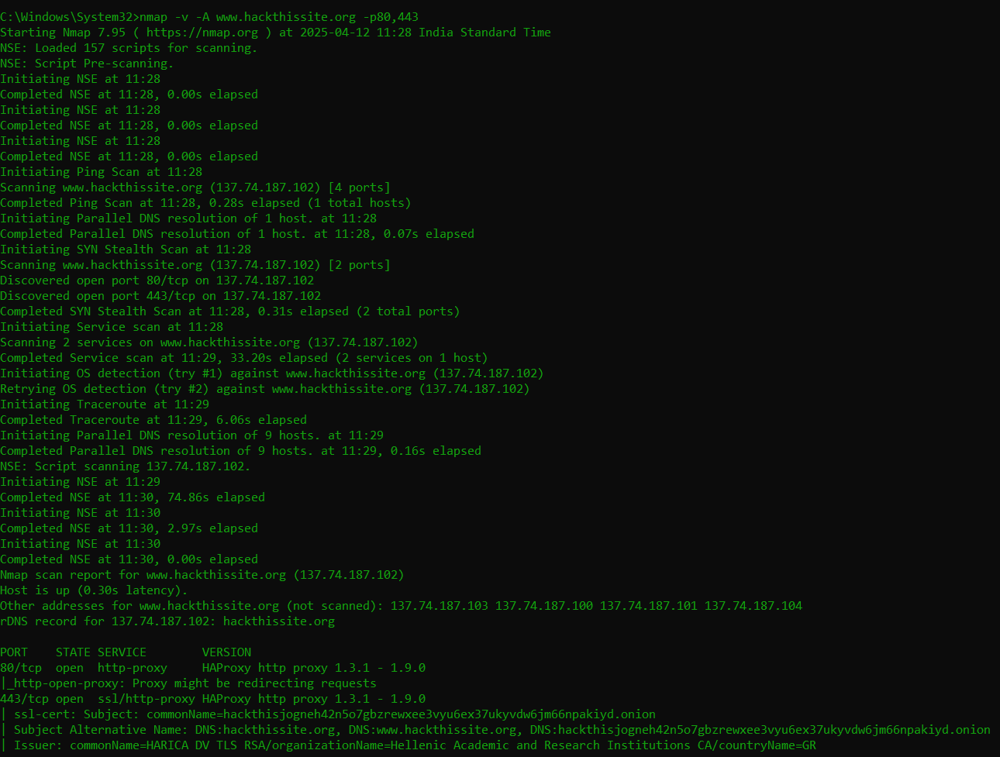 C:\Windows\System32>nmap -v -A www.hackthissite.org -p80,443
Starting Nmap 7.95 ( https://nmap.org ) at 2025-04-12 11:28 India Standard Time
NSE: Loaded 157 scripts for scanning.
NSE: Script Pre-scanning.
Initiating NSE at 11:28
Completed NSE at 11:28, 0.00s elapsed
Initiating NSE at 11:28
Completed NSE at 11:28, 0.00s elapsed
Initiating NSE at 11:28
Completed NSE at 11:28, 0.00s elapsed
Initiating Ping Scan at 11:28
Scanning www.hackthissite.org (137.74.187.102) [4 ports]
Completed Ping Scan at 11:28, 0.28s elapsed (1 total hosts)
Initiating Parallel DNS resolution of 1 host. at 11:28
Completed Parallel DNS resolution of 1 host. at 11:28, 0.07s elapsed
Initiating SYN Stealth Scan at 11:28
Scanning www.hackthissite.org (137.74.187.102) [2 ports]
Discovered open port 80/tcp on 137.74.187.102
Discovered open port 443/tcp on 137.74.187.102
Completed SYN Stealth Scan at 11:28, 0.31s elapsed (2 total ports)
Initiating Service scan at 11:28
Scanning 2 services on www.hackthissite.org (137.74.187.102)
Completed Service scan at 11:29, 33.20s elapsed (2 services on 1 host)
Initiating OS detection (try #1) against www.hackthissite.org (137.74.187.102)
Retrying OS detection (try #2) against www.hackthissite.org (137.74.187.102)
Initiating Traceroute at 11:29
Completed Traceroute at 11:29, 6.06s elapsed
Initiating Parallel DNS resolution of 9 hosts. at 11:29
Completed Parallel DNS resolution of 9 hosts. at 11:29, 0.16s elapsed
NSE: Script scanning 137.74.187.102.
Initiating NSE at 11:29
Completed NSE at 11:30, 74.86s elapsed
Initiating NSE at 11:30
Completed NSE at 11:30, 2.97s elapsed
Initiating NSE at 11:30
Completed NSE at 11:30, 0.00s elapsed
Nmap scan report for www.hackthissite.org (137.74.187.102)
Host is up (0.30s latency).
Other addresses for www.hackthissite.org (not scanned): 137.74.187.103 137.74.187.100 137.74.187.101 137.74.187.104
rDNS record for 137.74.187.102: hackthissite.org

PORT    STATE SERVICE        VERSION
80/tcp  open  http-proxy     HAProxy http proxy 1.3.1 - 1.9.0
|_http-open-proxy: Proxy might be redirecting requests
443/tcp open  ssl/http-proxy HAProxy http proxy 1.3.1 - 1.9.0
| ssl-cert: Subject: commonName=hackthisjogneh42n5o7gbzrewxee3vyu6ex37ukyvdw6jm66npakiyd.onion
| Subject Alternative Name: DNS:hackthissite.org, DNS:www.hackthissite.org, DNS:hackthisjogneh42n5o7gbzrewxee3vyu6ex37ukyvdw6jm66npakiyd.onion
| Issuer: commonName=HARICA DV TLS RSA/organizationName=Hellenic Academic and Research Institutions CA/countryName=GR